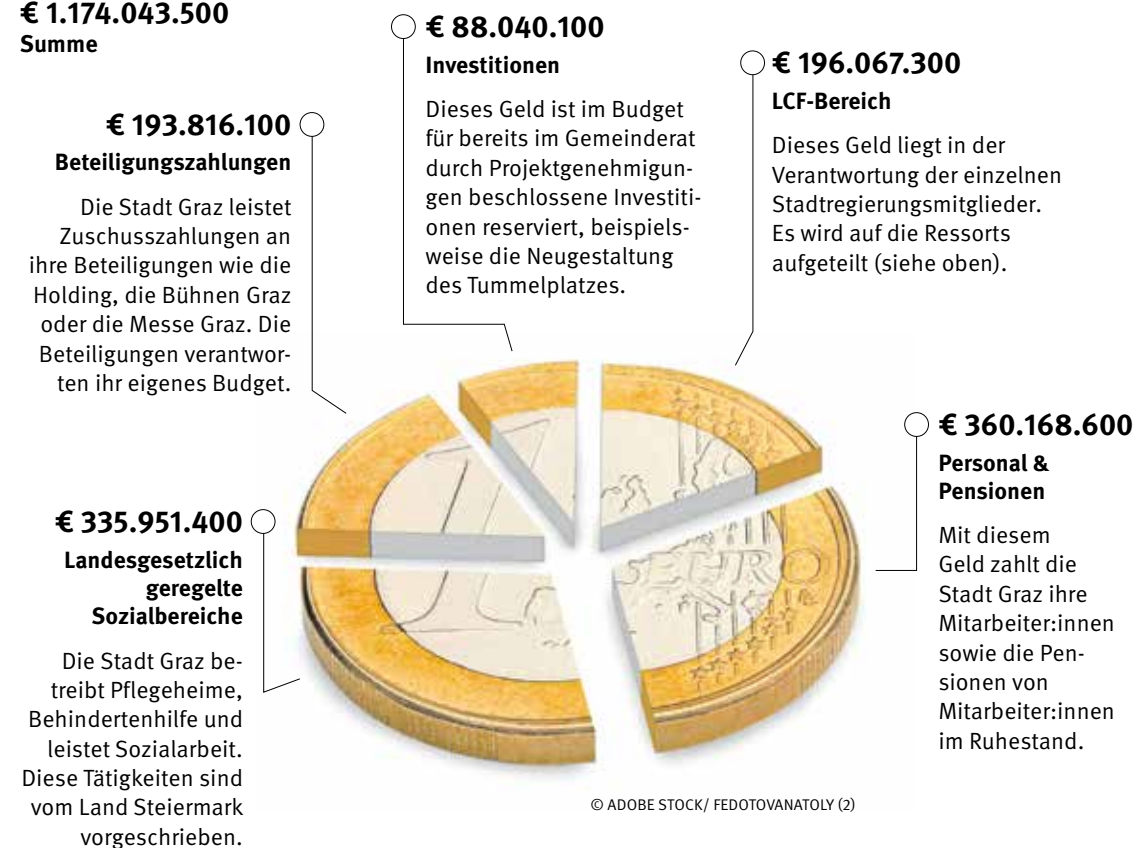 € 1.174.043.500
Summe
€ 193.816.100
Beteiligungszahlungen
Die Stadt Graz leistet
Zuschusszahlungen an
ihre Beteiligungen wie die
Holding, die Bühnen Graz
oder die Messe Graz. Die
Beteiligungen verantwor-
ten ihr eigenes Budget.
€ 88.040.100
Investitionen
Dieses Geld ist im Budget
für bereits im Gemeinderat
durch Projektgenehmigun-
gen beschlossene Investiti-
onen reserviert, beispiels-
weise die Neugestaltung
des Tummelplatzes.
€ 196.067.300
LCF-Bereich
Dieses Geld liegt in der
Verantwortung der einzelnen
Stadtregierungsmitglieder.
Es wird auf die Ressorts
aufgeteilt (siehe oben).
€ 360.168.600
Personal &
Pensionen
Mit diesem
Geld zahlt die
Stadt Graz ihre
Mitarbeiter:innen
sowie die Pen-
sionen von
Mitarbeiter:innen
im Ruhestand.
€ 335.951.400
Landesgesetzlich
geregelte
Sozialbereiche
Die Stadt Graz be-
treibt Pflegeheime,
Behindertenhilfe und
leistet Sozialarbeit.
Diese Tätigkeiten sind
vom Land Steiermark
vorgeschrieben.
1
EURO
© ADOBE STOCK/ FEDOTOVANATOLY (2)